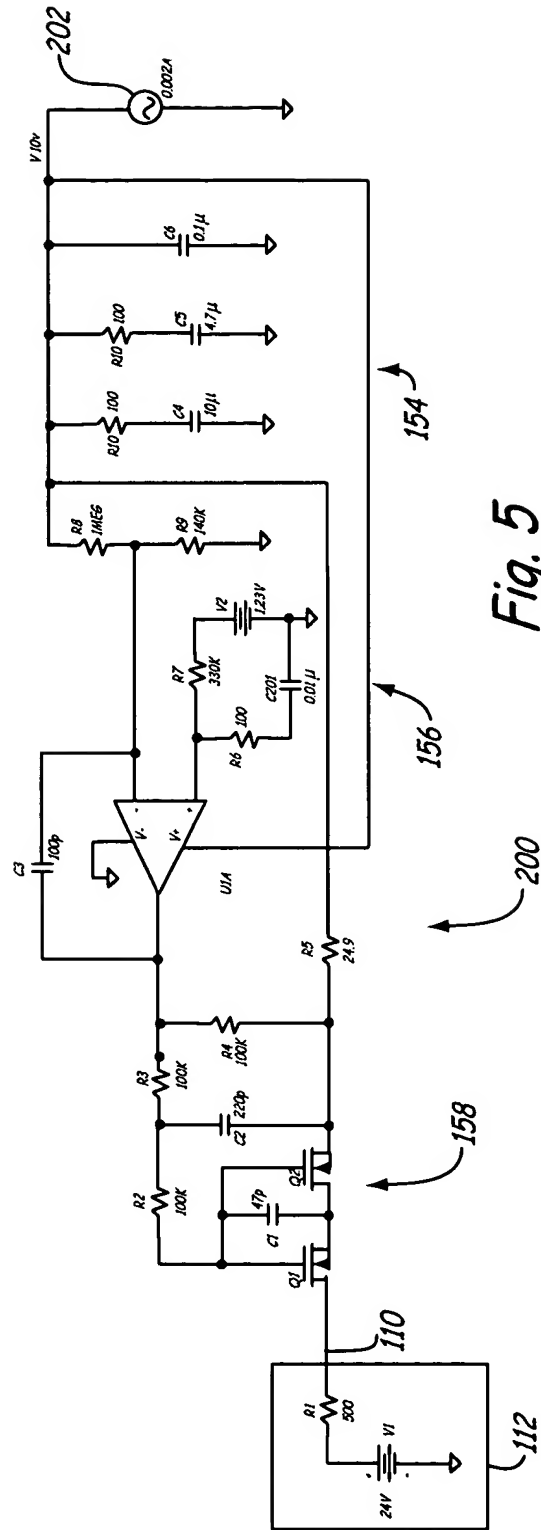 202
0.002A
V 10v
C6
0.1µ
100
R10
C5
4.7µ
100
R10
C4
10µ
154
R8
1MEG
R9
140K
V2
1.23V
R7
330K
C201
0.01µ
100
R6
156
C3
100p
-
+
V-
V+
U1A
200
R5
24.9
R4
100K
R3
100K
220p
C2
R2
100K
158
Q2
47p
C1
Q1
110
R1
500
V1
24V
112
Fig. 5